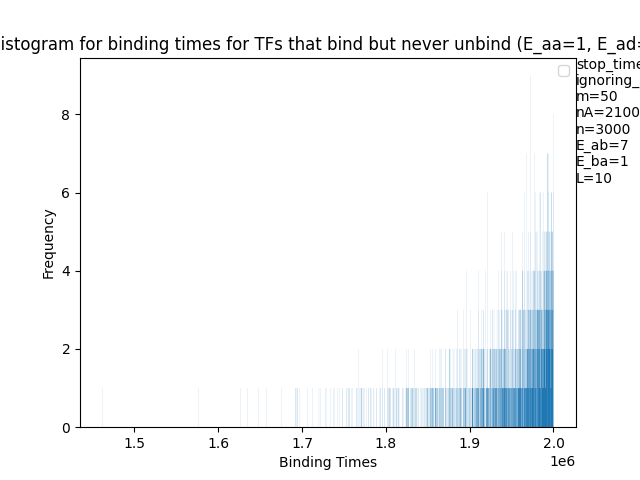 istogram for binding times for TFs that bind but never unbind (E_aa=1, E_ad=
stop_time
ignoring_
m=50
nA=2100
n=3000
E_ab=7
E_ba=1
L=10
Frequency
8
6
4
2
0
1.5 1.6 1.7 1.8 1.9 2.0
1e6
Binding Times